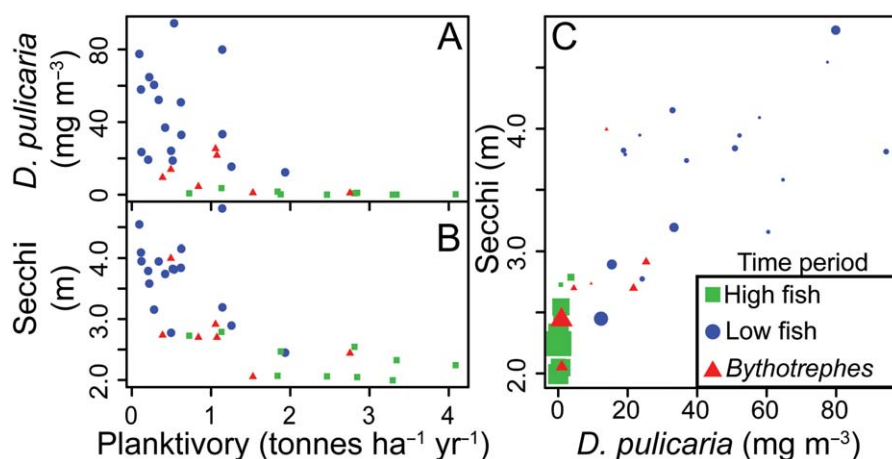 A
D. pulicaria
(mg m⁻³)
80
40
0
B
Secchi
(m)
4.0
3.0
2.0
0 1 2 3 4
Planktivory (tonnes ha⁻¹ yr⁻¹)
C
Secchi (m)
4.0
3.0
2.0
Time period
High fish
Low fish
Bythotrephes
0 20 40 60 80
D. pulicaria (mg m⁻³)